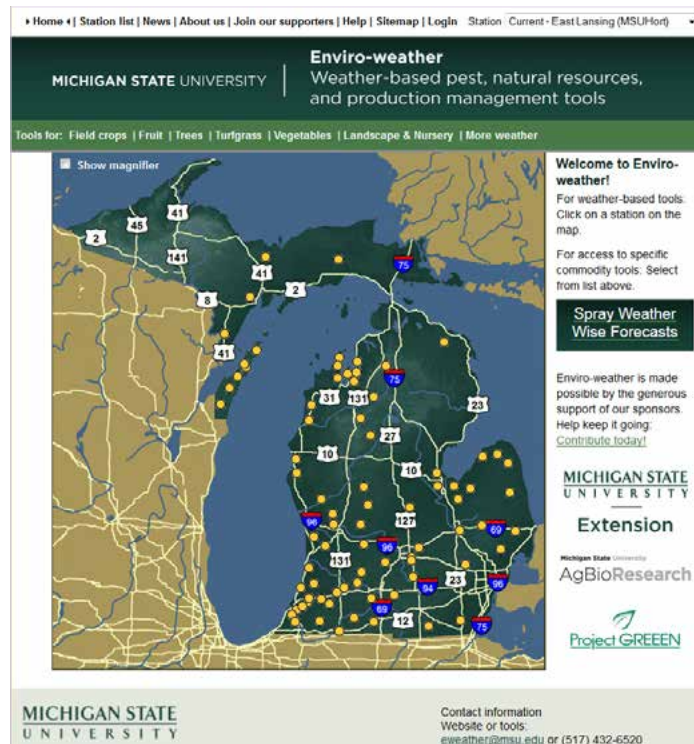 Home | Station list | News | About us | Join our supporters | Help | Sitemap | Login Station Current - East Lansing (MSUHort)
MICHIGAN STATE UNIVERSITY
Enviro-weather
Weather-based pest, natural resources,
and production management tools
Tools for: Field crops | Fruit | Trees | Turfgrass | Vegetables | Landscape & Nursery | More weather
Show magnifier
41
45
2
141
41
75
2
8
41
75
31
131
23
27
10
10
96
127
69
96
131
94
23
96
69
12
75
Welcome to Enviro-
weather!
For weather-based tools:
Click on a station on the
map.
For access to specific
commodity tools: Select
from list above.
Spray Weather
Wise Forecasts
Enviro-weather is made
possible by the generous
support of our sponsors.
Help keep it going:
Contribute today!
MICHIGAN STATE
UNIVERSITY
Extension
Michigan State University
AgBioResearch
Project GREEEN
MICHIGAN STATE
UNIVERSITY
Contact information
Website or tools:
eweather@msu.edu or (517) 432-6520